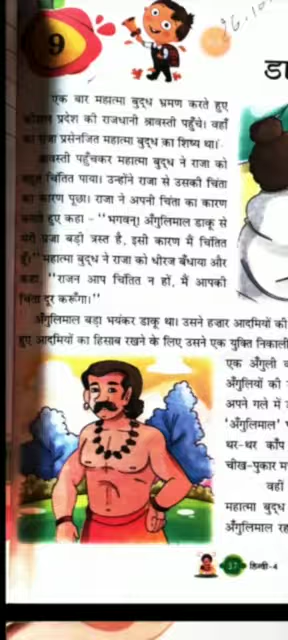 9
डा
एक बार महात्मा बुद्ध भ्रमण करते हुए
प्रदेश की राजधानी श्रावस्ती पहुँचे। वहाँ
प्रसेनजित महात्मा बुद्ध का शिष्य था।
पहुँचकर महात्मा बुद्ध ने राजा को
चिंतित पाया। उन्होंने राजा से उसकी चिंता
कारण पूछा। राजा ने अपनी चिंता का कारण
हुए कहा - "भगवन्! अँगुलिमाल डाकू से
प्रजा बड़ी त्रस्त है, इसी कारण मैं चिंतित
हूँ।" महात्मा बुद्ध ने राजा को धीरज बँधाया और
कहा, "राजन आप चिंतित न हों, मैं आपकी
चिंता दूर करूँगा।"
अँगुलिमाल बड़ा भयंकर डाकू था। उसने हजार आदमियों की
हुए आदमियों का हिसाब रखने के लिए उसने एक युक्ति निकाली
एक अँगुली
अँगुलियों की
अपने गले में
'अँगुलिमाल'
थर-थर काँप
चीख-पुकार
वहीं
महात्मा बुद्ध
अँगुलिमाल
37 हिन्दी-4